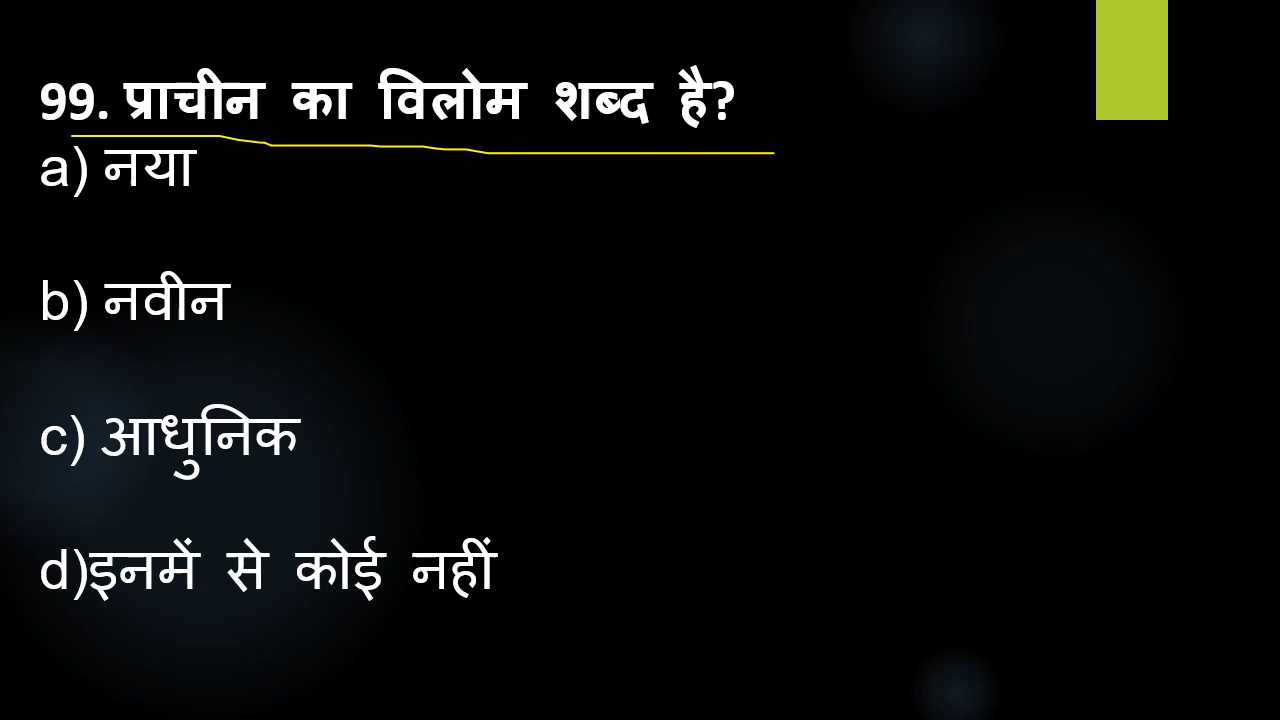 99. प्राचीन का विलोम शब्द है?
a) नया
b) नवीन
c) आधुनिक
d)इनमें से कोई नहीं